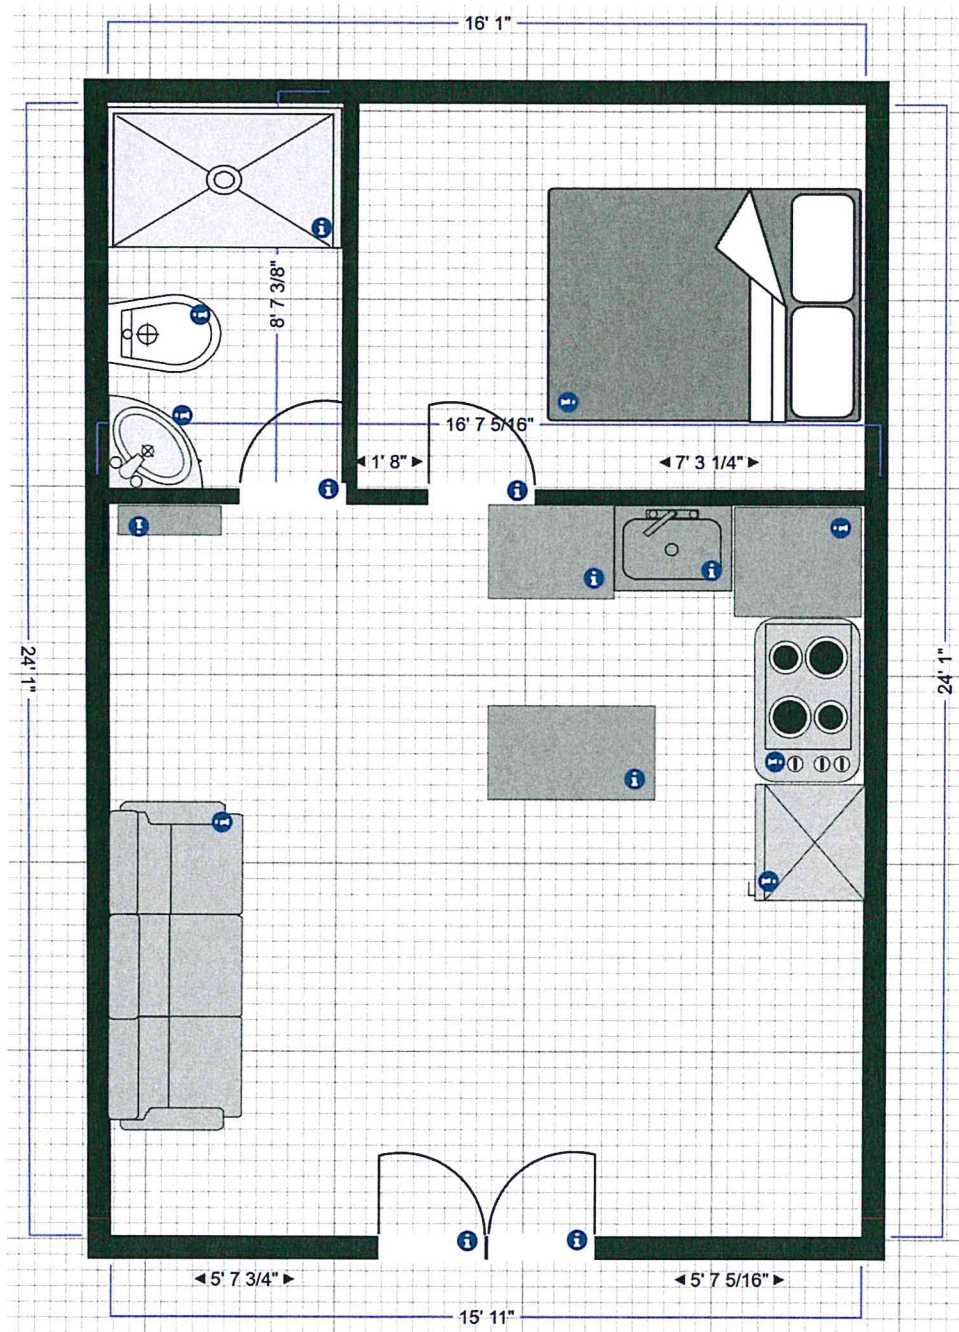 16' 1"
8' 7 3/8"
16' 7 5/16"
1' 8"
7' 3 1/4"
24' 1"
24' 1"
5' 7 3/4"
5' 7 5/16"
15' 11"